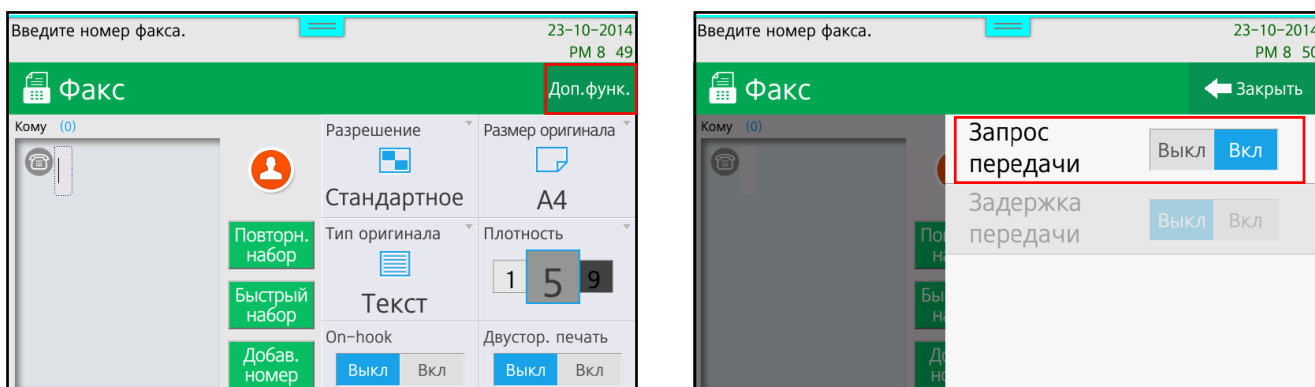 Введите номер факса.
23-10-2014
PM 8 49
Факс
Доп.функ.
Кому (0)
Разрешение
Стандартное
Размер оригинала
A4
Повторн.
набор
Тип оригинала
Текст
Плотность
1 5 9
Быстрый
набор
On-hook
Выкл Вкл
Двустор. печать
Выкл Вкл
Добав.
номер
Введите номер факса.
23-10-2014
PM 8 50
Факс
Закрыть
Кому (0)
Запрос
передачи
Выкл Вкл
Задержка
передачи
Выкл Вкл